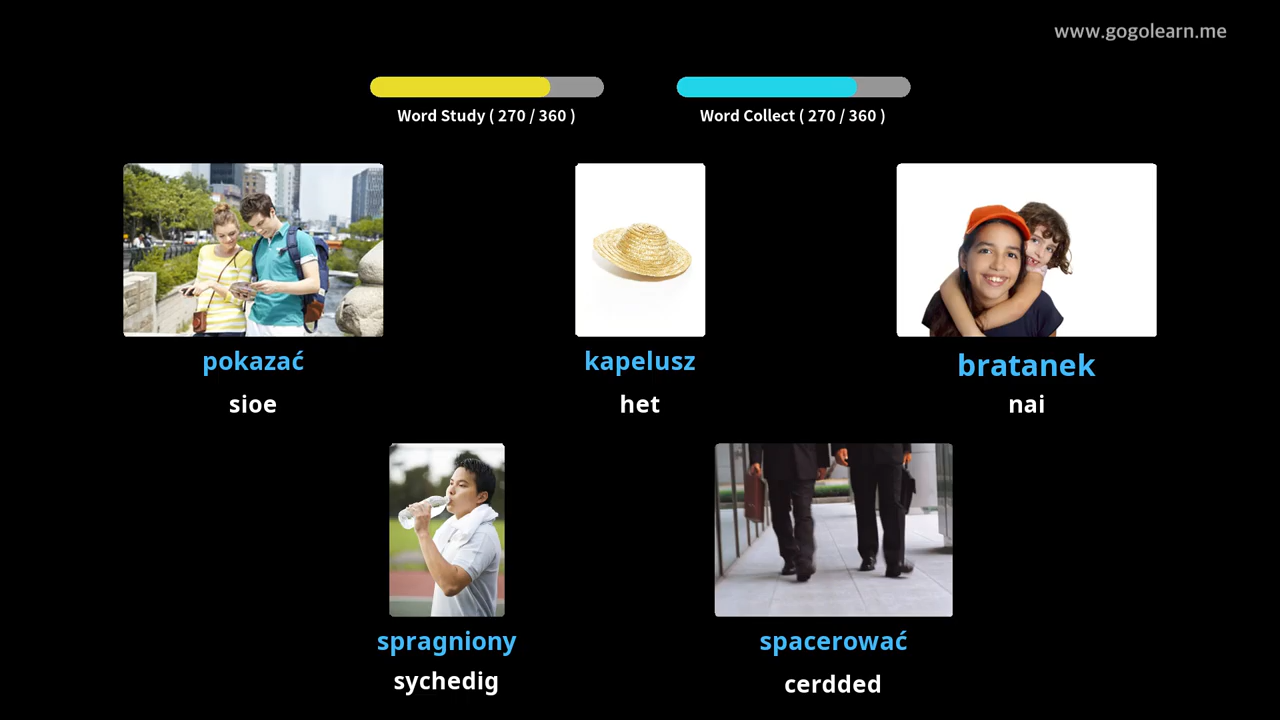 www.gogolearn.me
Word Study ( 270 / 360 )
Word Collect ( 270 / 360 )
pokazać
sioe
kapelusz
het
bratanek
nai
spragniony
sychedig
spacerować
cerdded